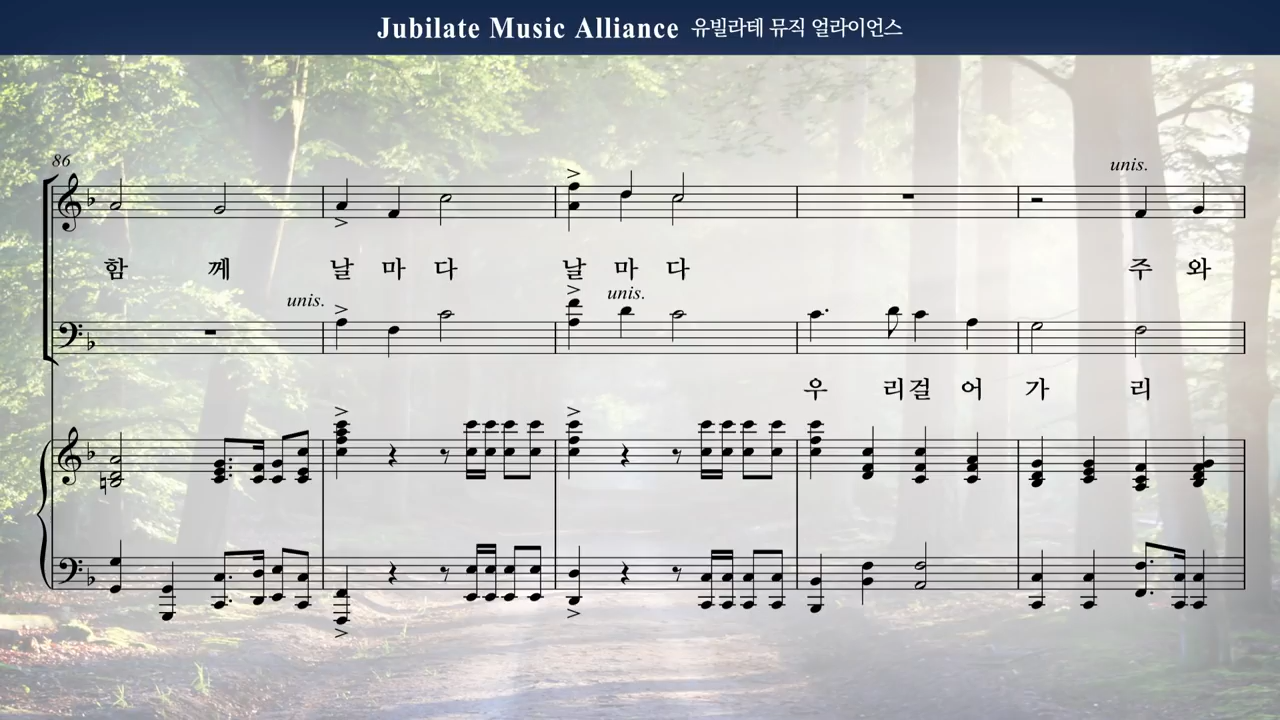 Jubilate Music Alliance 유빌라테 뮤직 얼라이언스
86
unis.
함 께 날 마 다 날 마 다 주 와
unis. unis.
우 리 걸 어 가 리